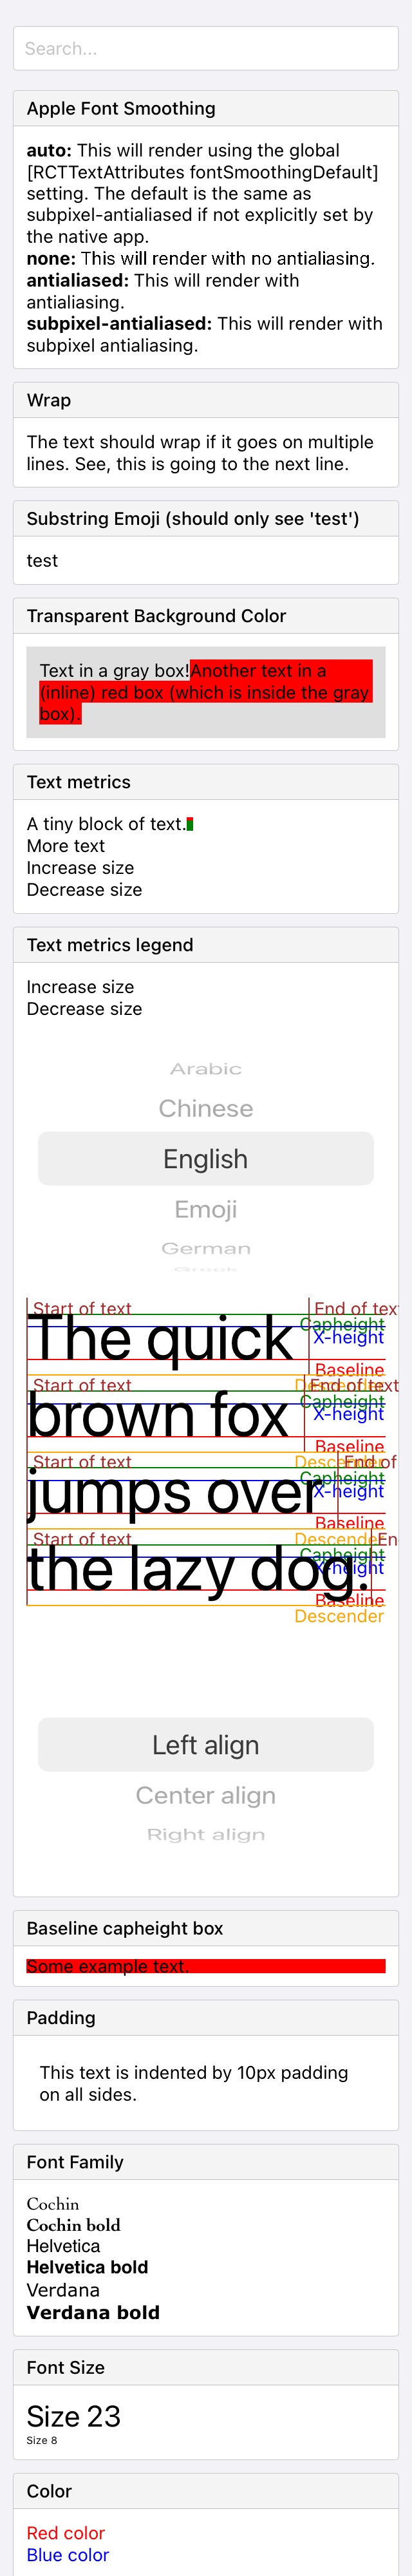 Search...
Apple Font Smoothing
auto: This will render using the global
[RCTTextAttributes fontSmoothingDefault]
setting. The default is the same as
subpixel-antialiased if not explicitly set by
the native app.
none: This will render with no antialiasing.
antialiased: This will render with
antialiasing.
subpixel-antialiased: This will render with
subpixel antialiasing.
Wrap
The text should wrap if it goes on multiple
lines. See, this is going to the next line.
Substring Emoji (should only see 'test')
test
Transparent Background Color
Text in a gray box!Another text in a
(inline) red box (which is inside the gray
box).
Text metrics
A tiny block of text.
More text
Increase size
Decrease size
Text metrics legend
Increase size
Decrease size
Arabic
Chinese
English
Emoji
German
Greek
Start of text
End of tex
Capheight
X-height
The quick
Baseline
Descender
Start of text
End of text
Capheight
X-height
brown fox
Baseline
Descender
Start of text
End of
Capheight
X-height
jumps over
Baseline
Descender
Start of text
En
Capheight
X-height
the lazy dog.
Baseline
Descender
Left align
Center align
Right align
Baseline capheight box
Some example text.
Padding
This text is indented by 10px padding
on all sides.
Font Family
Cochin
Cochin bold
Helvetica
Helvetica bold
Verdana
Verdana bold
Font Size
Size 23
Size 8
Color
Red color
Blue color